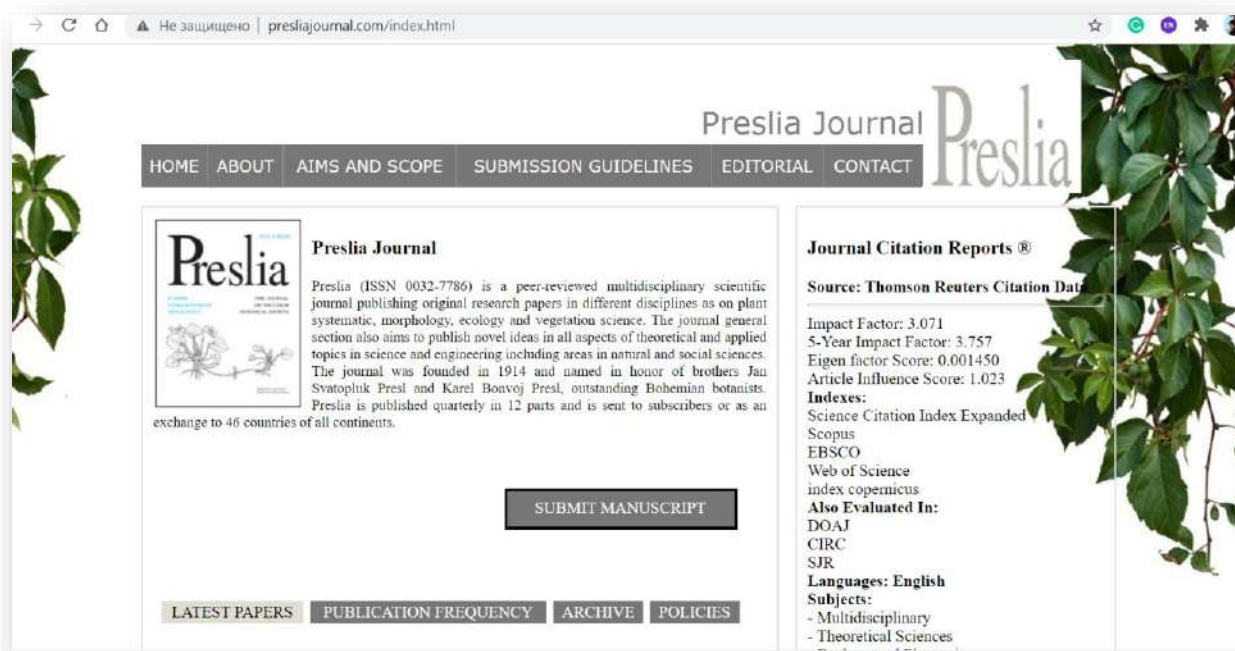 Не защищено | presliajournal.com/index.html
EN
Preslia Journal
Preslia
HOME ABOUT AIMS AND SCOPE SUBMISSION GUIDELINES EDITORIAL CONTACT
Preslia
Preslia Journal
Preslia (ISSN 0032-7786) is a peer-reviewed multidisciplinary scientific
journal publishing original research papers in different disciplines as on plant
systematic, morphology, ecology and vegetation science. The journal general
section also aims to publish novel ideas in all aspects of theoretical and applied
topics in science and engineering including areas in natural and social sciences.
The journal was founded in 1914 and named in honor of brothers Jan
Svatopluk Presl and Karel Bonvoj Presl, outstanding Bohemian botanists.
Preslia is published quarterly in 12 parts and is sent to subscribers or as an
exchange to 46 countries of all continents.
SUBMIT MANUSCRIPT
LATEST PAPERS PUBLICATION FREQUENCY ARCHIVE POLICIES
Journal Citation Reports ®
Source: Thomson Reuters Citation Data
Impact Factor: 3.071
5-Year Impact Factor: 3.757
Eigen factor Score: 0.001450
Article Influence Score: 1.023
Indexes:
Science Citation Index Expanded
Scopus
EBSCO
Web of Science
index copernicus
Also Evaluated In:
DOAJ
CIRC
SJR
Languages: English
Subjects:
- Multidisciplinary
- Theoretical Sciences